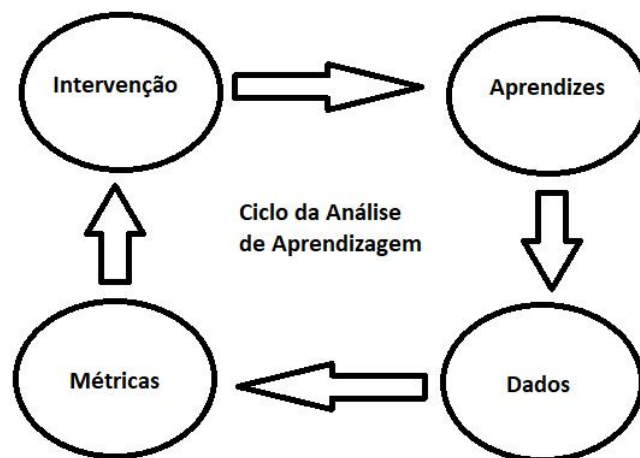 Intervenção
Aprendizes
Ciclo da Análise
de Aprendizagem
Métricas
Dados